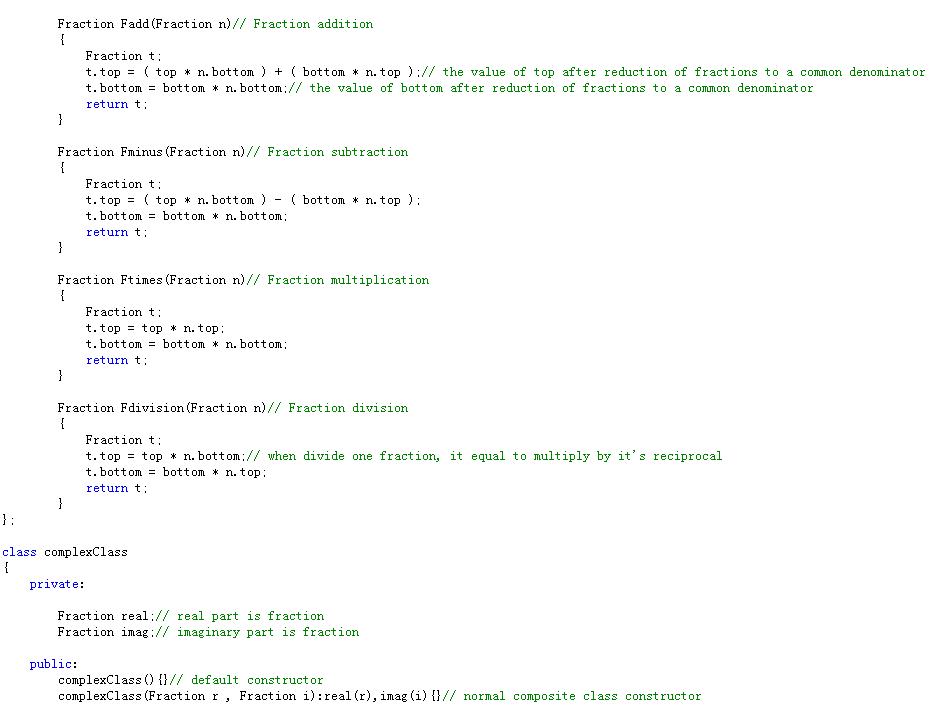 Fraction Fadd(Fraction n)// Fraction addition
{
Fraction t;
t.top = ( top * n.bottom ) + ( bottom * n.top );// the value of top after reduction of fractions to a common denominator
t.bottom = bottom * n.bottom;// the value of bottom after reduction of fractions to a common denominator
return t;
}
Fraction Fminus(Fraction n)// Fraction subtraction
{
Fraction t;
t.top = ( top * n.bottom ) - ( bottom * n.top );
t.bottom = bottom * n.bottom;
return t;
}
Fraction Ftimes(Fraction n)// Fraction multiplication
{
Fraction t;
t.top = top * n.top;
t.bottom = bottom * n.bottom;
return t;
}
Fraction Fdivision(Fraction n)// Fraction division
{
Fraction t;
t.top = top * n.bottom;// when divide one fraction, it equal to multiply by it's reciprocal
t.bottom = bottom * n.top;
return t;
}
};
class complexClass
{
private:
Fraction real;// real part is fraction
Fraction imag;// imaginary part is fraction
public:
complexClass(){}// default constructor
complexClass(Fraction r , Fraction i):real(r),imag(i){}// normal composite class constructor